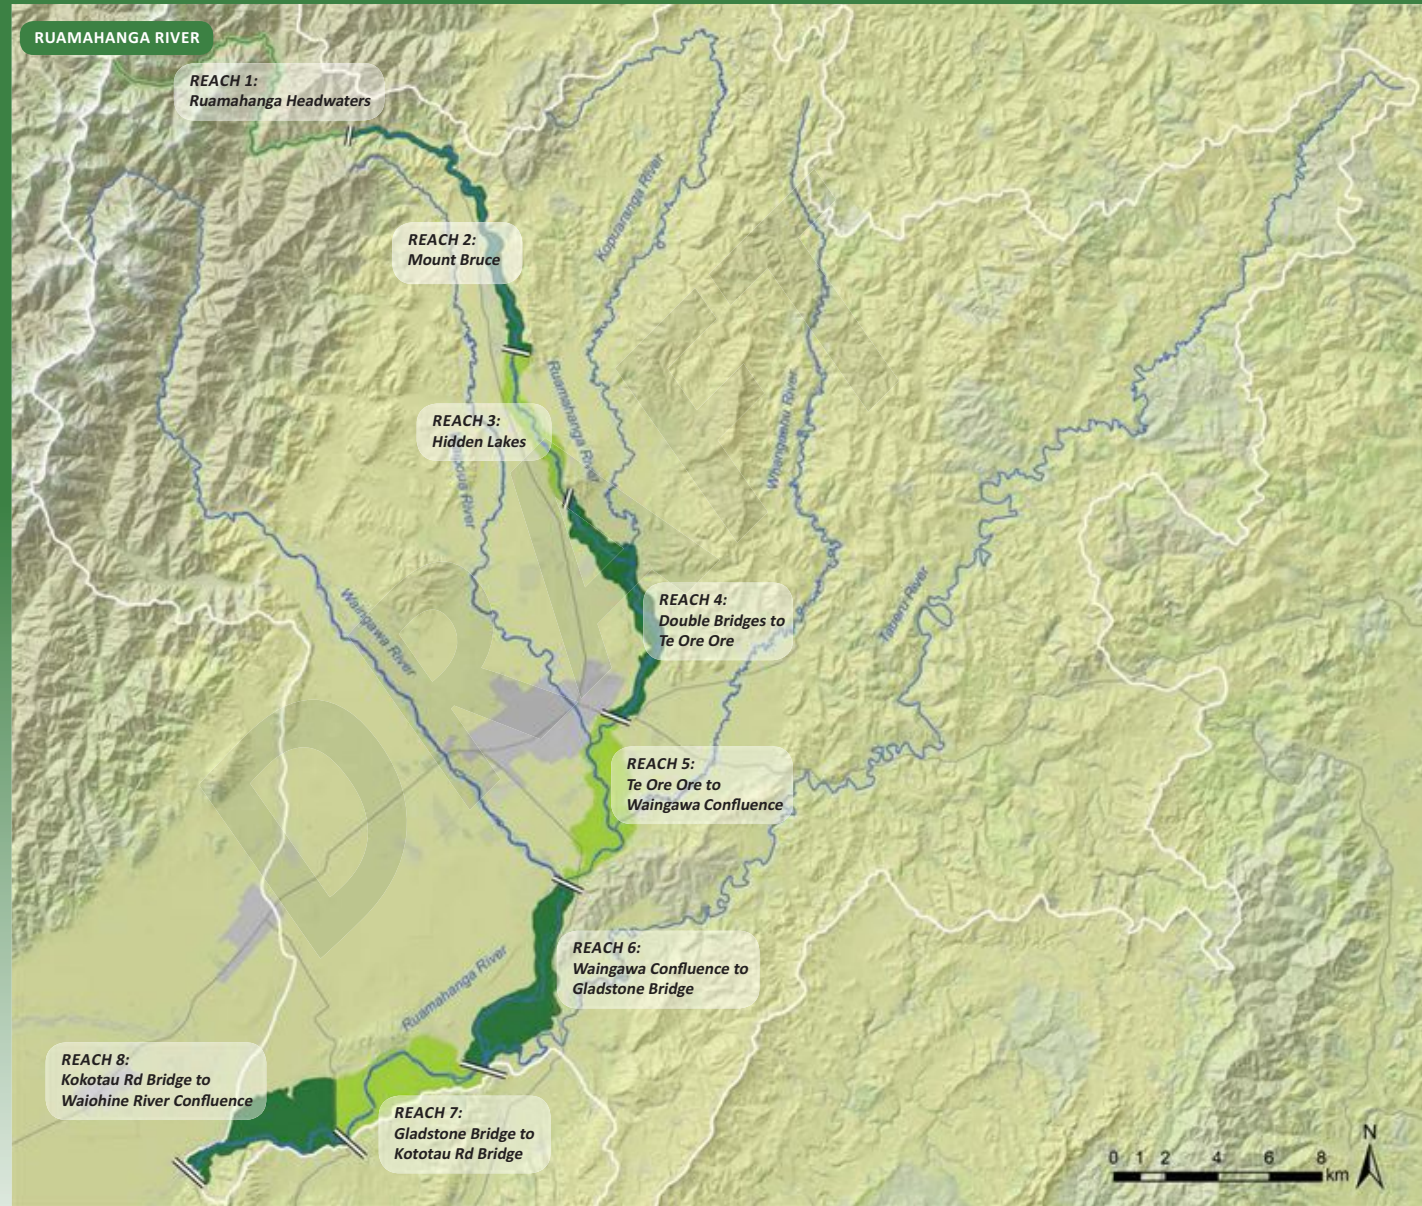 RUAMAHANGA RIVER
REACH 1:
Ruamahanga Headwaters
Kopuaranga River
REACH 2:
Mount Bruce
Ruamahanga River
Whangaehu River
REACH 3:
Hidden Lakes
River
Waingawa River
REACH 4:
Double Bridges to
Te Ore Ore
Taueru River
DRAFT
REACH 5:
Te Ore Ore to
Waingawa Confluence
Ruamahanga River
REACH 6:
Waingawa Confluence to
Gladstone Bridge
REACH 8:
Kokotau Rd Bridge to
Waiohine River Confluence
REACH 7:
Gladstone Bridge to
Kototau Rd Bridge
N
0 1 2 4 6 8
km